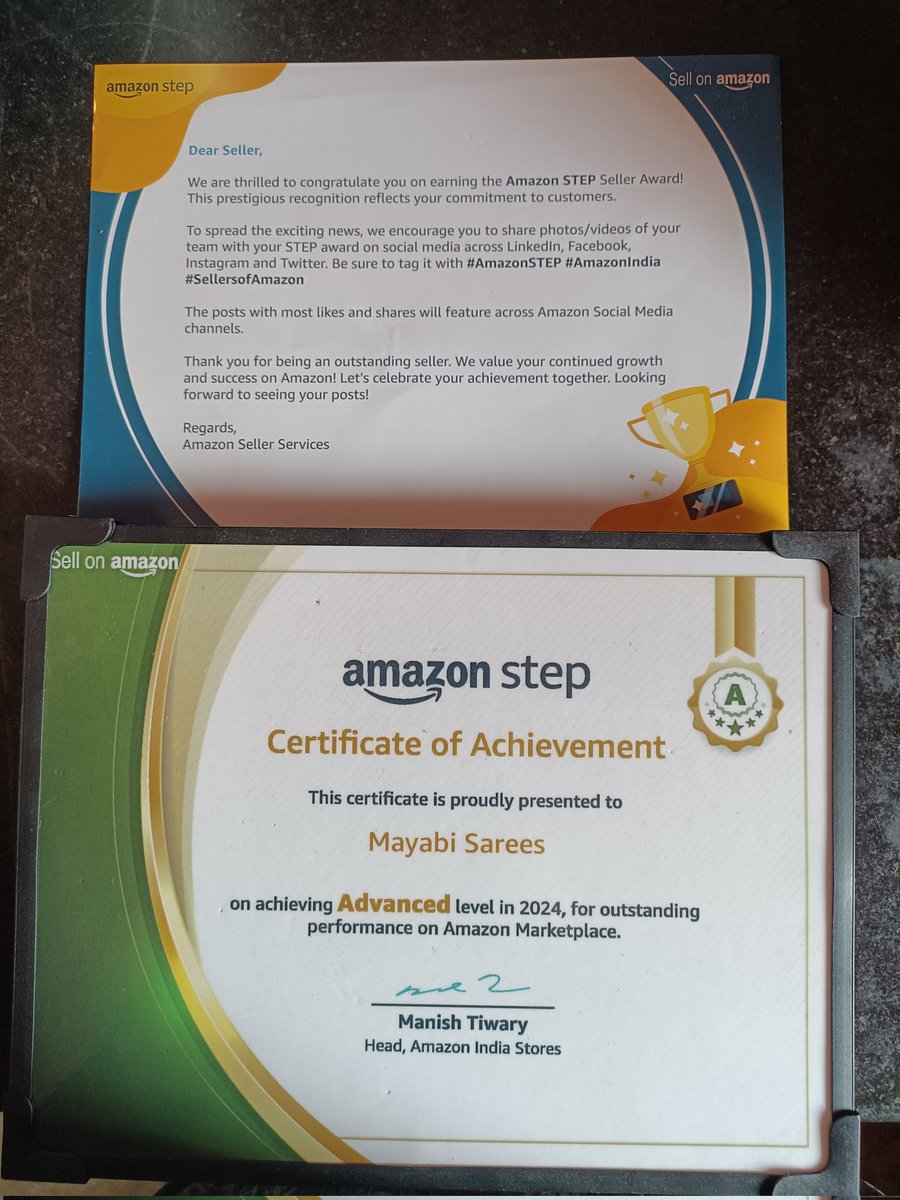 amazon step
Sell on amazon
Dear Seller,
We are thrilled to congratulate you on earning the Amazon STEP Seller Award!
This prestigious recognition reflects your commitment to customers.
To spread the exciting news, we encourage you to share photos/videos of your
team with your STEP award on social media across LinkedIn, Facebook,
Instagram and Twitter. Be sure to tag it with #AmazonSTEP #AmazonIndia
#SellersofAmazon
The posts with most likes and shares will feature across Amazon Social Media
channels.
Thank you for being an outstanding seller. We value your continued growth
and success on Amazon! Let's celebrate your achievement together. Looking
forward to seeing your posts!
Regards,
Amazon Seller Services
Sell on amazon
amazon step
A
Certificate of Achievement
This certificate is proudly presented to
Mayabi Sarees
on achieving Advanced level in 2024, for outstanding
performance on Amazon Marketplace.
Manish Tiwary
Head, Amazon India Stores